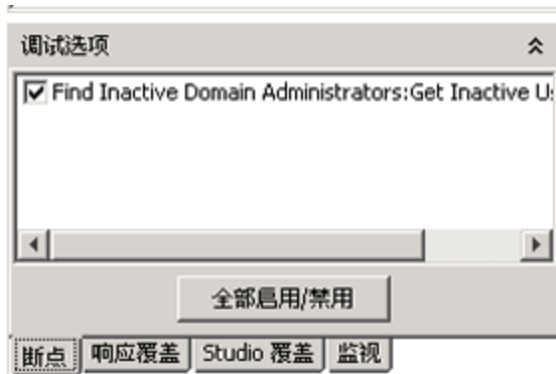 调试选项
Find Inactive Domain Administrators:Get Inactive U
全部启用/禁用
断点 响应覆盖 Studio 覆盖 监视